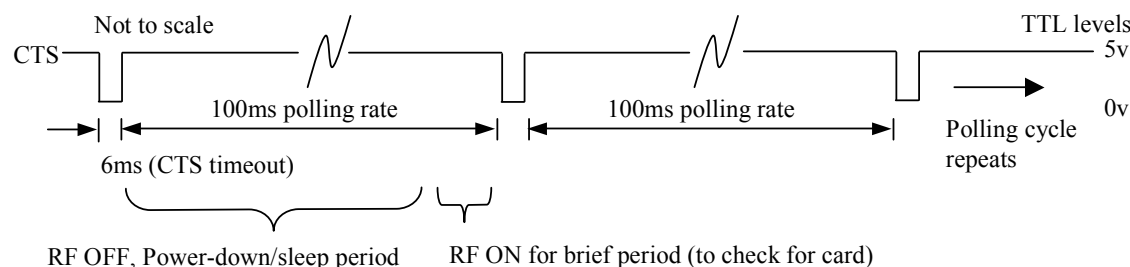 Not to scale
TTL levels
CTS
5v
100ms polling rate
100ms polling rate
0v
6ms (CTS timeout)
Polling cycle
repeats
RF OFF, Power-down/sleep period
RF ON for brief period (to check for card)